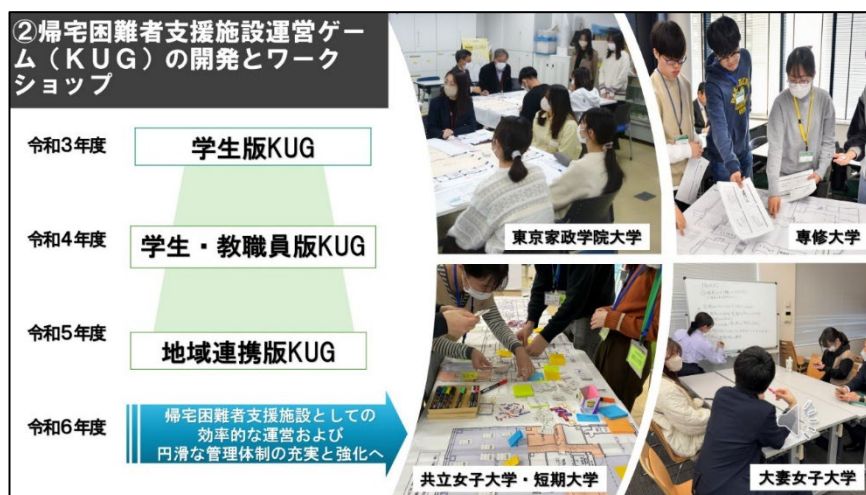 ②帰宅困難者支援施設運営ゲー
ム（ＫＵＧ）の開発とワーク
ショップ
令和3年度
学生版KUG
令和4年度
学生・教職員版KUG
令和5年度
地域連携版KUG
令和6年度
帰宅困難者支援施設としての
効率的な運営および
円滑な管理体制の充実と強化へ
東京家政学院大学
専修大学
共立女子大学・短期大学
大妻女子大学